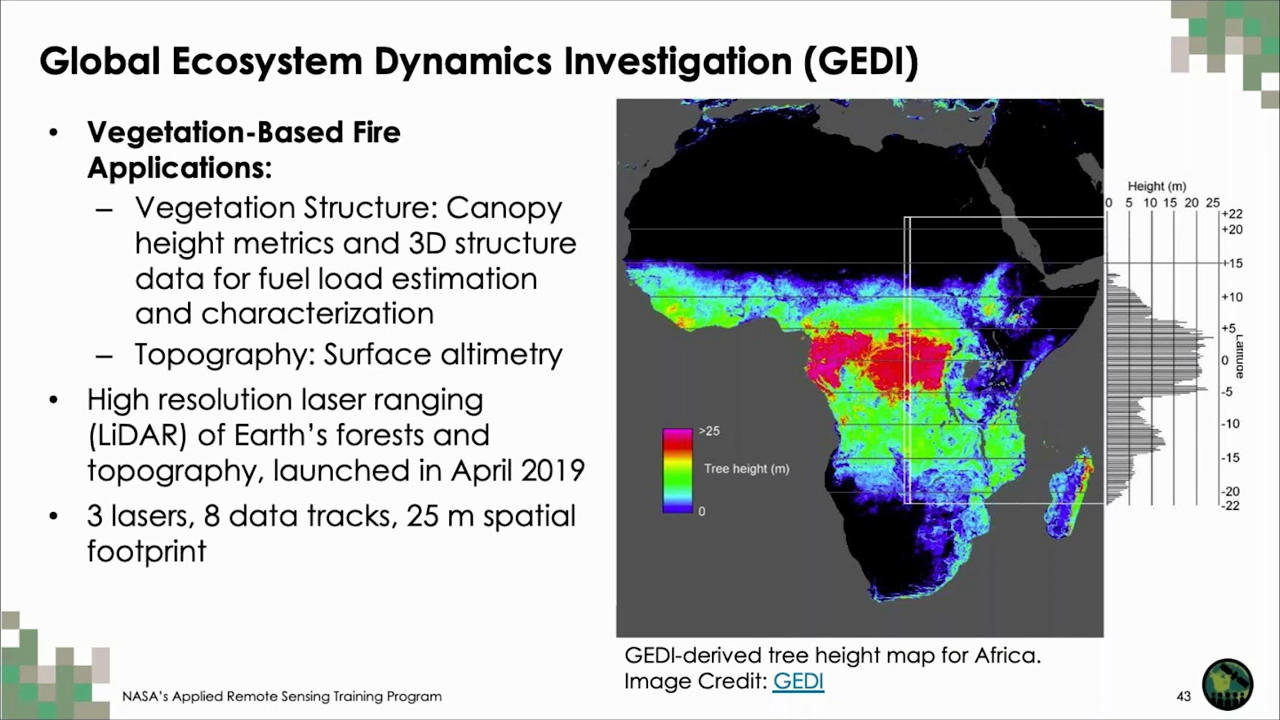 Global Ecosystem Dynamics Investigation (GEDI)
• Vegetation-Based Fire
Applications:
– Vegetation Structure: Canopy
height metrics and 3D structure
data for fuel load estimation
and characterization
– Topography: Surface altimetry
• High resolution laser ranging
(LiDAR) of Earth’s forests and
topography, launched in April 2019
• 3 lasers, 8 data tracks, 25 m spatial
footprint
>25
Tree height (m)
0
Height (m)
0 5 10 15 20 25
+22
+20
+15
+10
+5
0
-5
-10
-15
-20
-22
Latitude
GEDI-derived tree height map for Africa.
Image Credit: GEDI
NASA’s Applied Remote Sensing Training Program
43